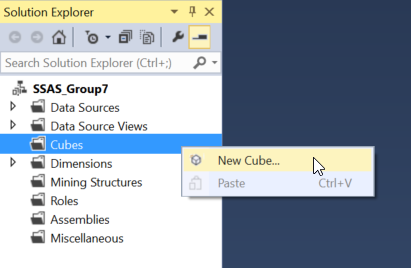 Solution Explorer
Search Solution Explorer (Ctrl+;)
SSAS_Group7
Data Sources
Data Source Views
Cubes
New Cube...
Dimensions
Mining Structures
Paste Ctrl+V
Roles
Assemblies
Miscellaneous